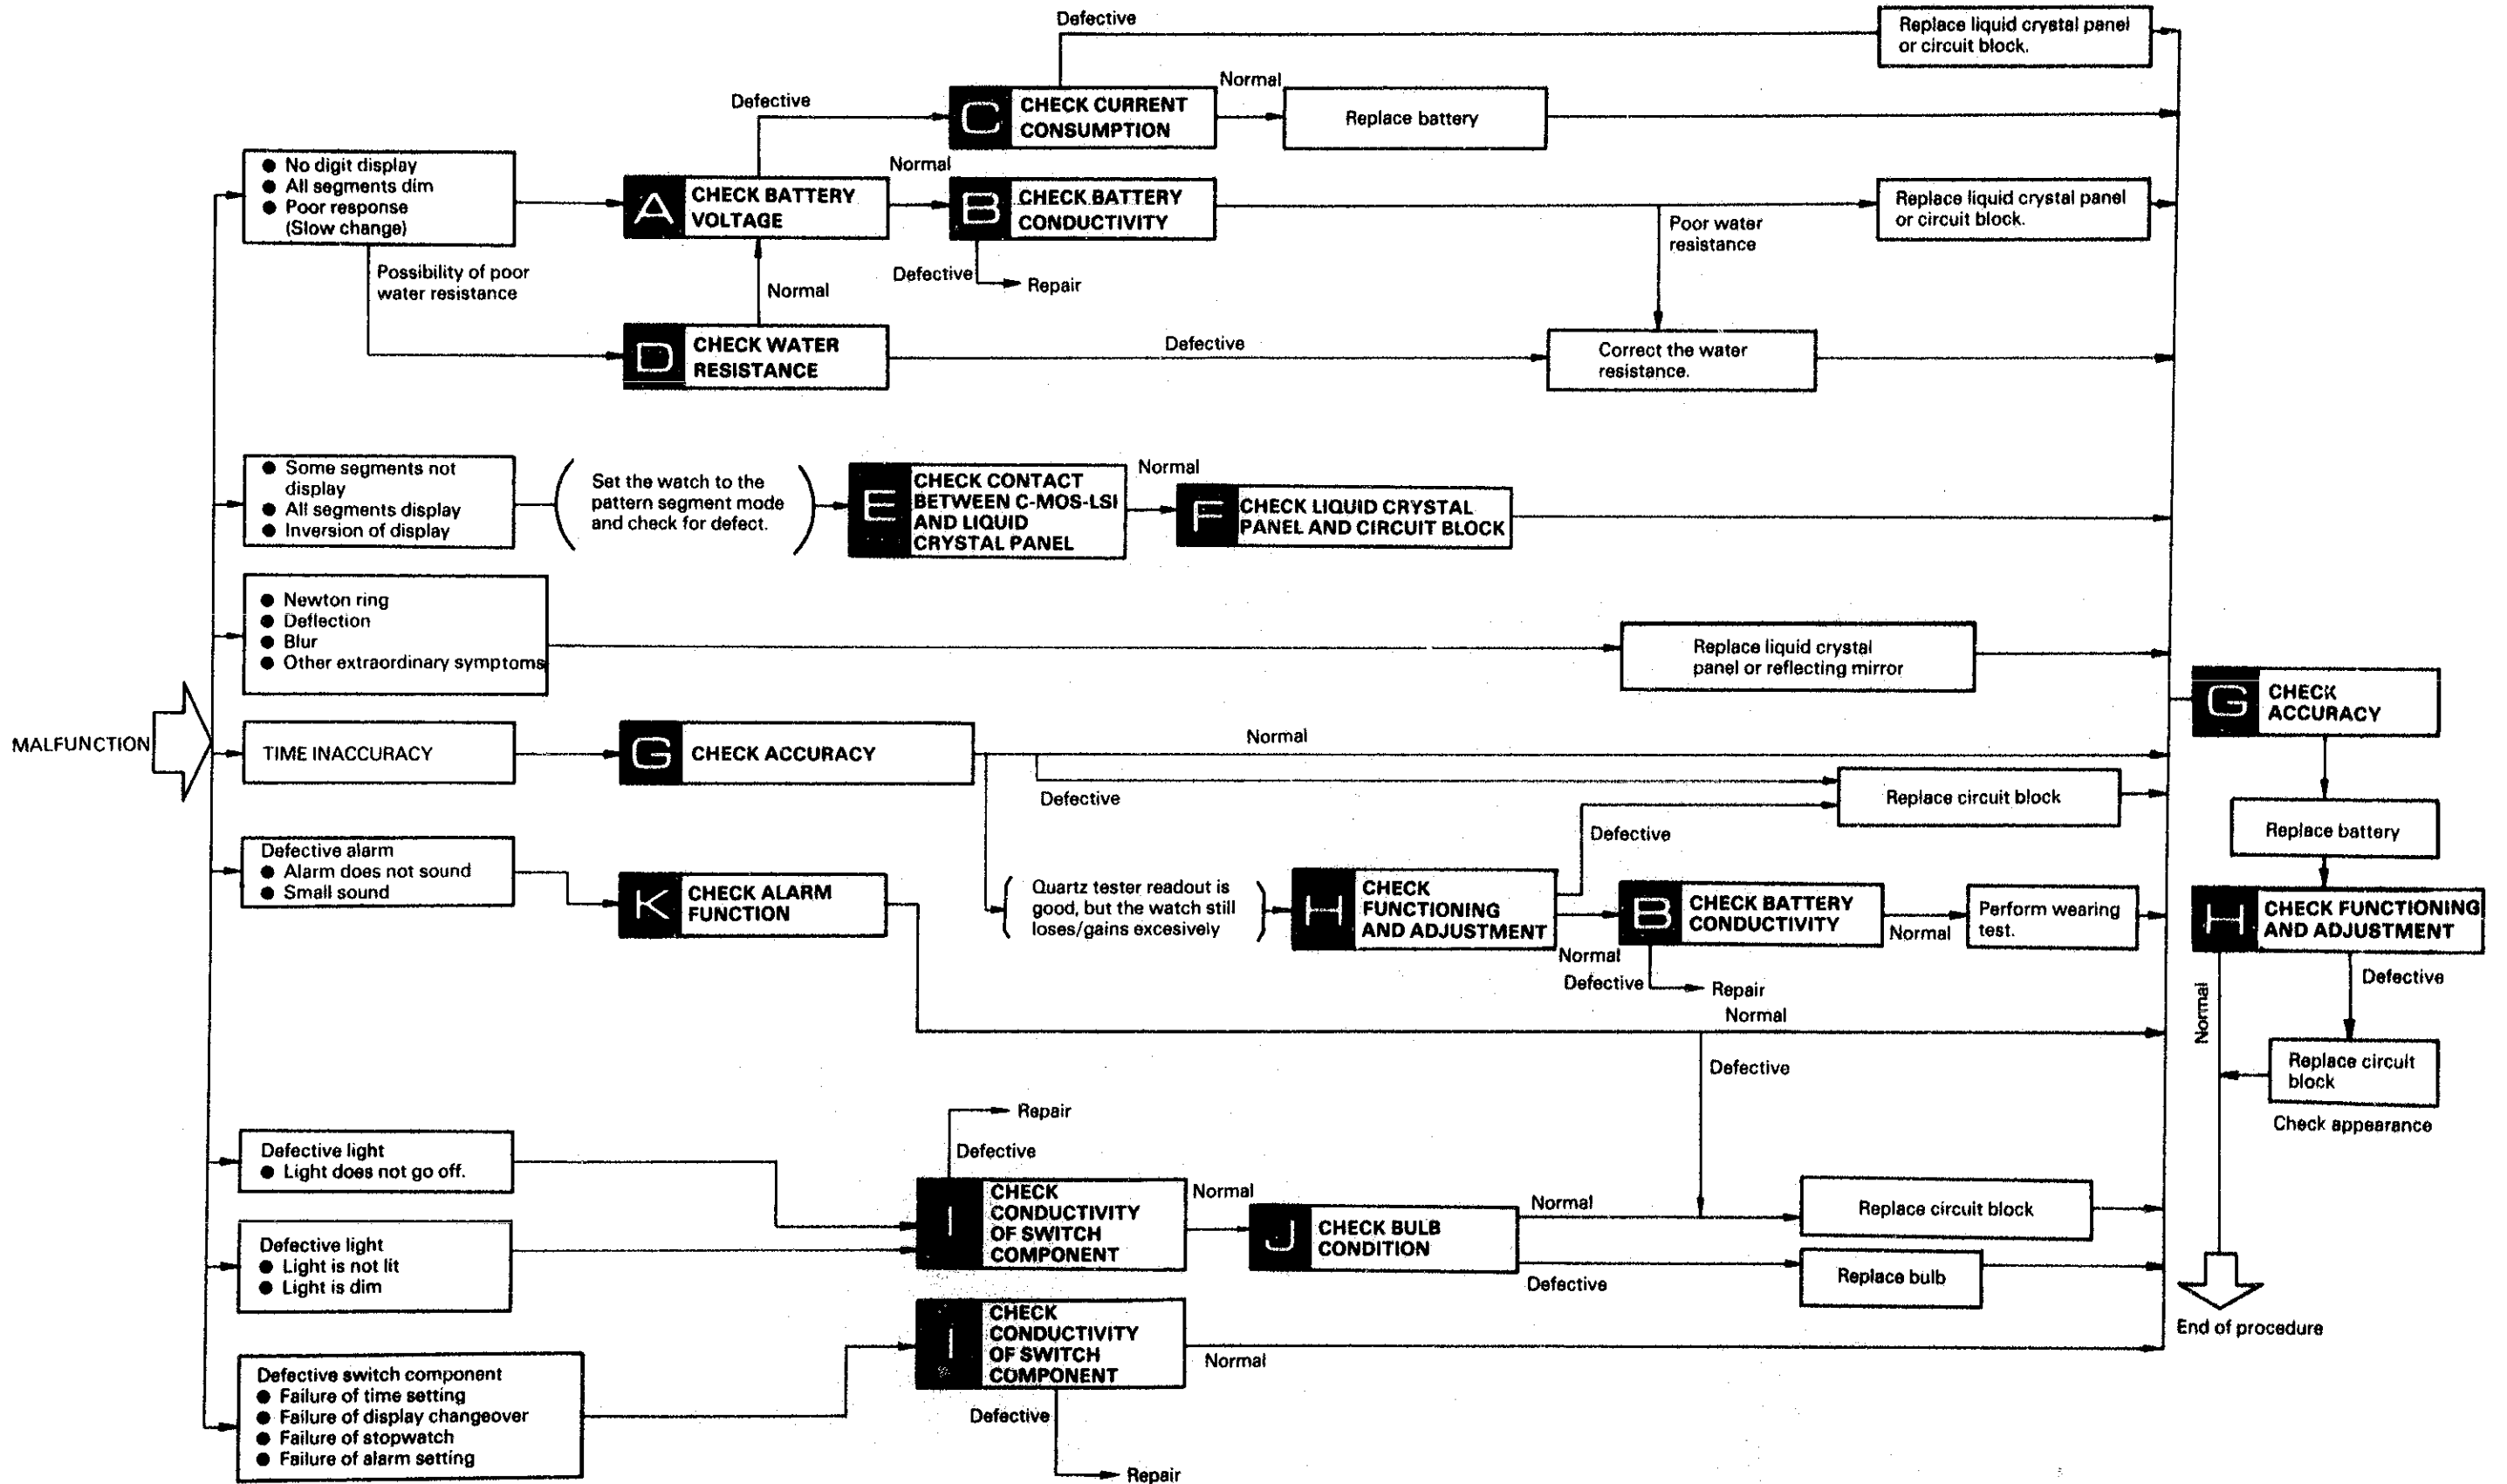 Defective
Replace liquid crystal panel
or circuit block.
Defective
C
CHECK CURRENT
CONSUMPTION
Normal
Replace battery
● No digit display
● All segments dim
● Poor response
(Slow change)
A
CHECK BATTERY
VOLTAGE
Normal
B
CHECK BATTERY
CONDUCTIVITY
Replace liquid crystal panel
or circuit block.
Poor water
resistance
Defective
Repair
Possibility of poor
water resistance
Normal
D
CHECK WATER
RESISTANCE
Defective
Correct the water
resistance.
● Some segments not
display
● All segments display
● Inversion of display
Set the watch to the
pattern segment mode
and check for defect.
E
CHECK CONTACT
BETWEEN C-MOS-LSI
AND LIQUID
CRYSTAL PANEL
Normal
F
CHECK LIQUID CRYSTAL
PANEL AND CIRCUIT BLOCK
● Newton ring
● Deflection
● Blur
● Other extraordinary symptoms
Replace liquid crystal
panel or reflecting mirror
MALFUNCTION
TIME INACCURACY
G
CHECK ACCURACY
Normal
Defective
Replace circuit block
G
CHECK
ACCURACY
Replace battery
Defective alarm
● Alarm does not sound
● Small sound
K
CHECK ALARM
FUNCTION
Quartz tester readout is
good, but the watch still
loses/gains excesively
H
CHECK
FUNCTIONING
AND ADJUSTMENT
Defective
Normal
B
CHECK BATTERY
CONDUCTIVITY
Normal
Perform wearing
test.
Defective
Repair
Normal
Defective
H
CHECK FUNCTIONING
AND ADJUSTMENT
Normal
Defective
Replace circuit
block
Check appearance
Defective light
● Light does not go off.
Repair
Defective
I
CHECK
CONDUCTIVITY
OF SWITCH
COMPONENT
Normal
J
CHECK BULB
CONDITION
Normal
Replace circuit block
Defective
Replace bulb
Defective light
● Light is not lit
● Light is dim
Defective switch component
● Failure of time setting
● Failure of display changeover
● Failure of stopwatch
● Failure of alarm setting
I
CHECK
CONDUCTIVITY
OF SWITCH
COMPONENT
Normal
Defective
Repair
End of procedure